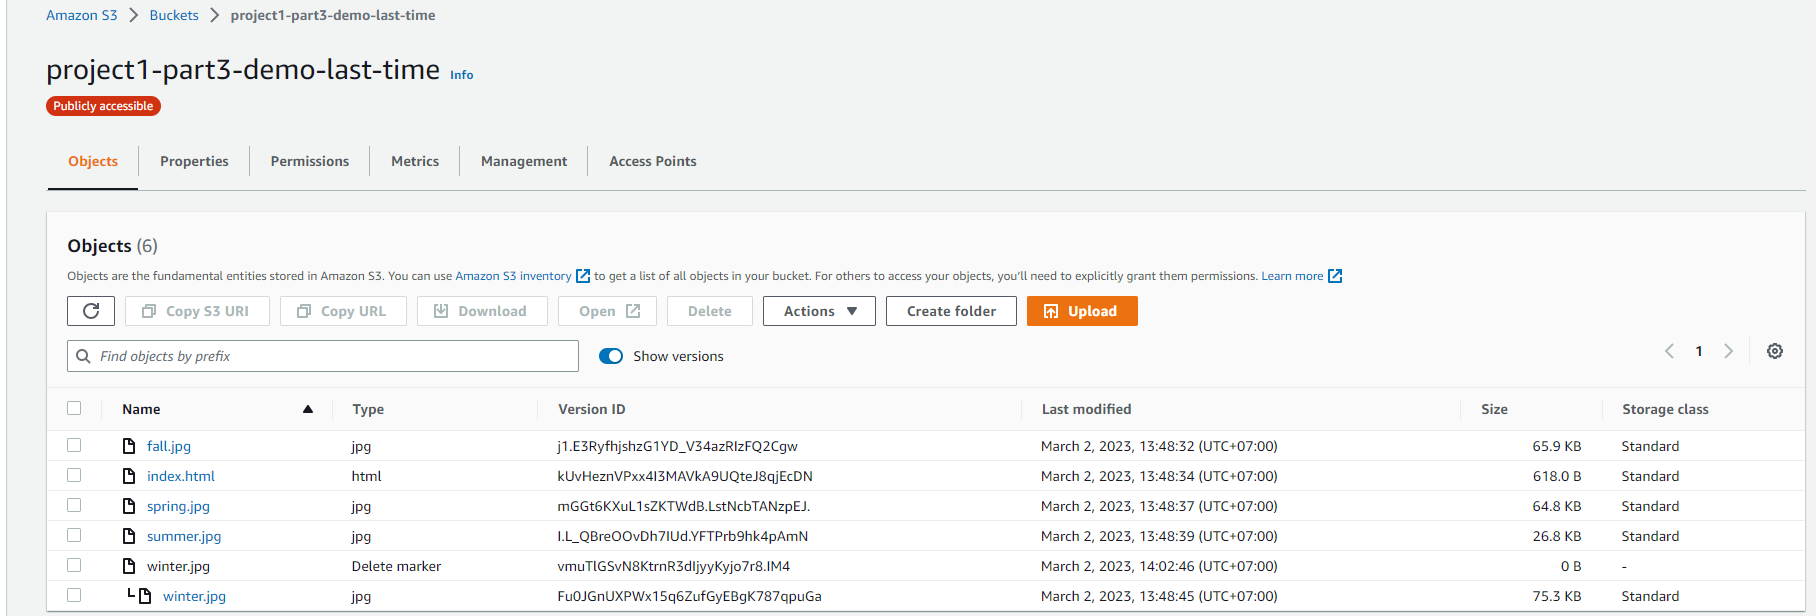 Amazon S3 > Buckets > project1-part3-demo-last-time
project1-part3-demo-last-time Info
Publicly accessible
Objects Properties Permissions Metrics Management Access Points
Objects (6)
Objects are the fundamental entities stored in Amazon S3. You can use Amazon S3 inventory to get a list of all objects in your bucket. For others to access your objects, you'll need to explicitly grant them permissions. Learn more
Copy S3 URI Copy URL Download Open Delete Actions Create folder Upload
Find objects by prefix Show versions 1
Name Type Version ID Last modified Size Storage class
fall.jpg jpg j1.E3RyfhjshzG1YD_V34azRIzFQ2Cgw March 2, 2023, 13:48:32 (UTC+07:00) 65.9 KB Standard
index.html html kUvHeznVPxx4I3MAVkA9UQteJ8qjEcDN March 2, 2023, 13:48:34 (UTC+07:00) 618.0 B Standard
spring.jpg jpg mGGt6KXuL1sZKTWdB.LstNcbTANzpEJ. March 2, 2023, 13:48:37 (UTC+07:00) 64.8 KB Standard
summer.jpg jpg I.L_QBreOOvDh7IUd.YFTPrb9hk4pAmN March 2, 2023, 13:48:39 (UTC+07:00) 26.8 KB Standard
winter.jpg Delete marker vmuTlGSvN8KtrnR3dIjyyKyjo7r8.IM4 March 2, 2023, 14:02:46 (UTC+07:00) 0 B -
winter.jpg jpg Fu0JGnUXPWx15q6ZufGyEBgK787qpuGa March 2, 2023, 13:48:45 (UTC+07:00) 75.3 KB Standard